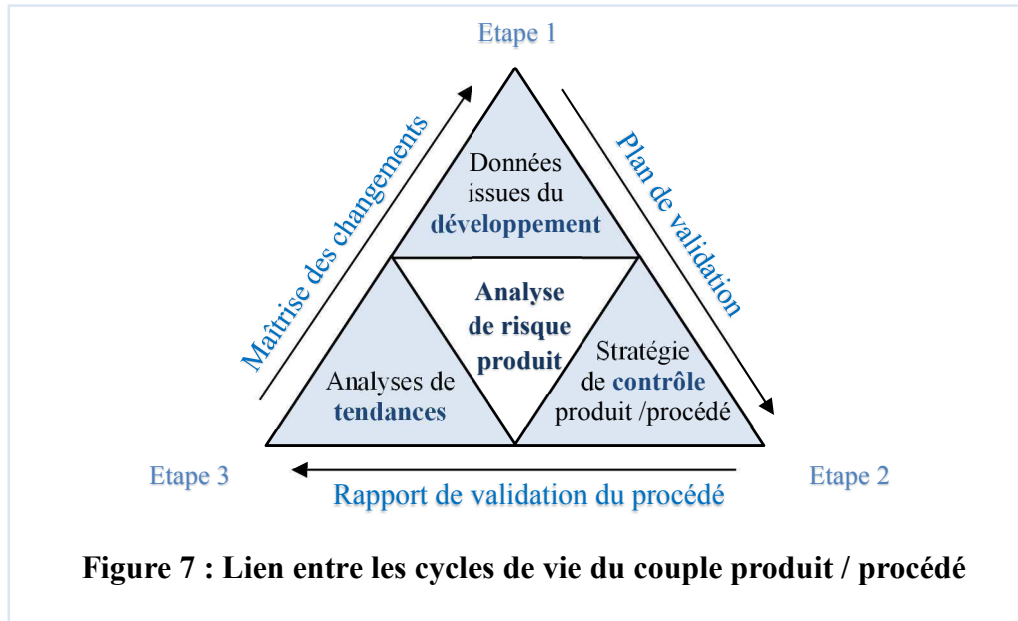 Etape 1
Maîtrise des changements
Plan de validation
Données
issues du
développement
Analyse
de risque
produit
Analyses de
tendances
Stratégie
de contrôle
produit /procédé
Etape 3
Etape 2
Rapport de validation du procédé
Figure 7 : Lien entre les cycles de vie du couple produit / procédé